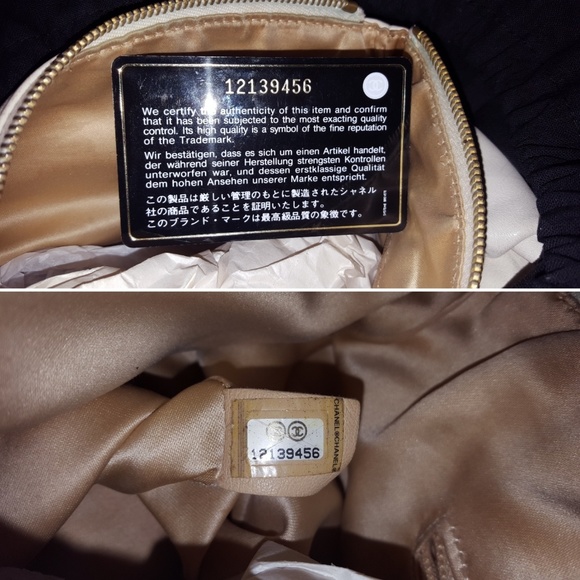 12139456
We certify the authenticity of this item and confirm
that it has been subjected to the most exacting quality
control. Its high quality is a symbol of the fine reputation
of the Trademark.
Wir bestätigen, dass es sich um einen Artikel handelt,
der während seiner Herstellung strengsten Kontrollen
unterworfen war, und dessen erstklassige Qualität
dem hohen Ansehen unserer Marke entspricht.
この製品は厳しい管理のもとに製造されたシャネル
社の商品であることを証明いたします。
このブランド・マークは最高級品質の象徴です。
12139456
CHANEL®CHANEL